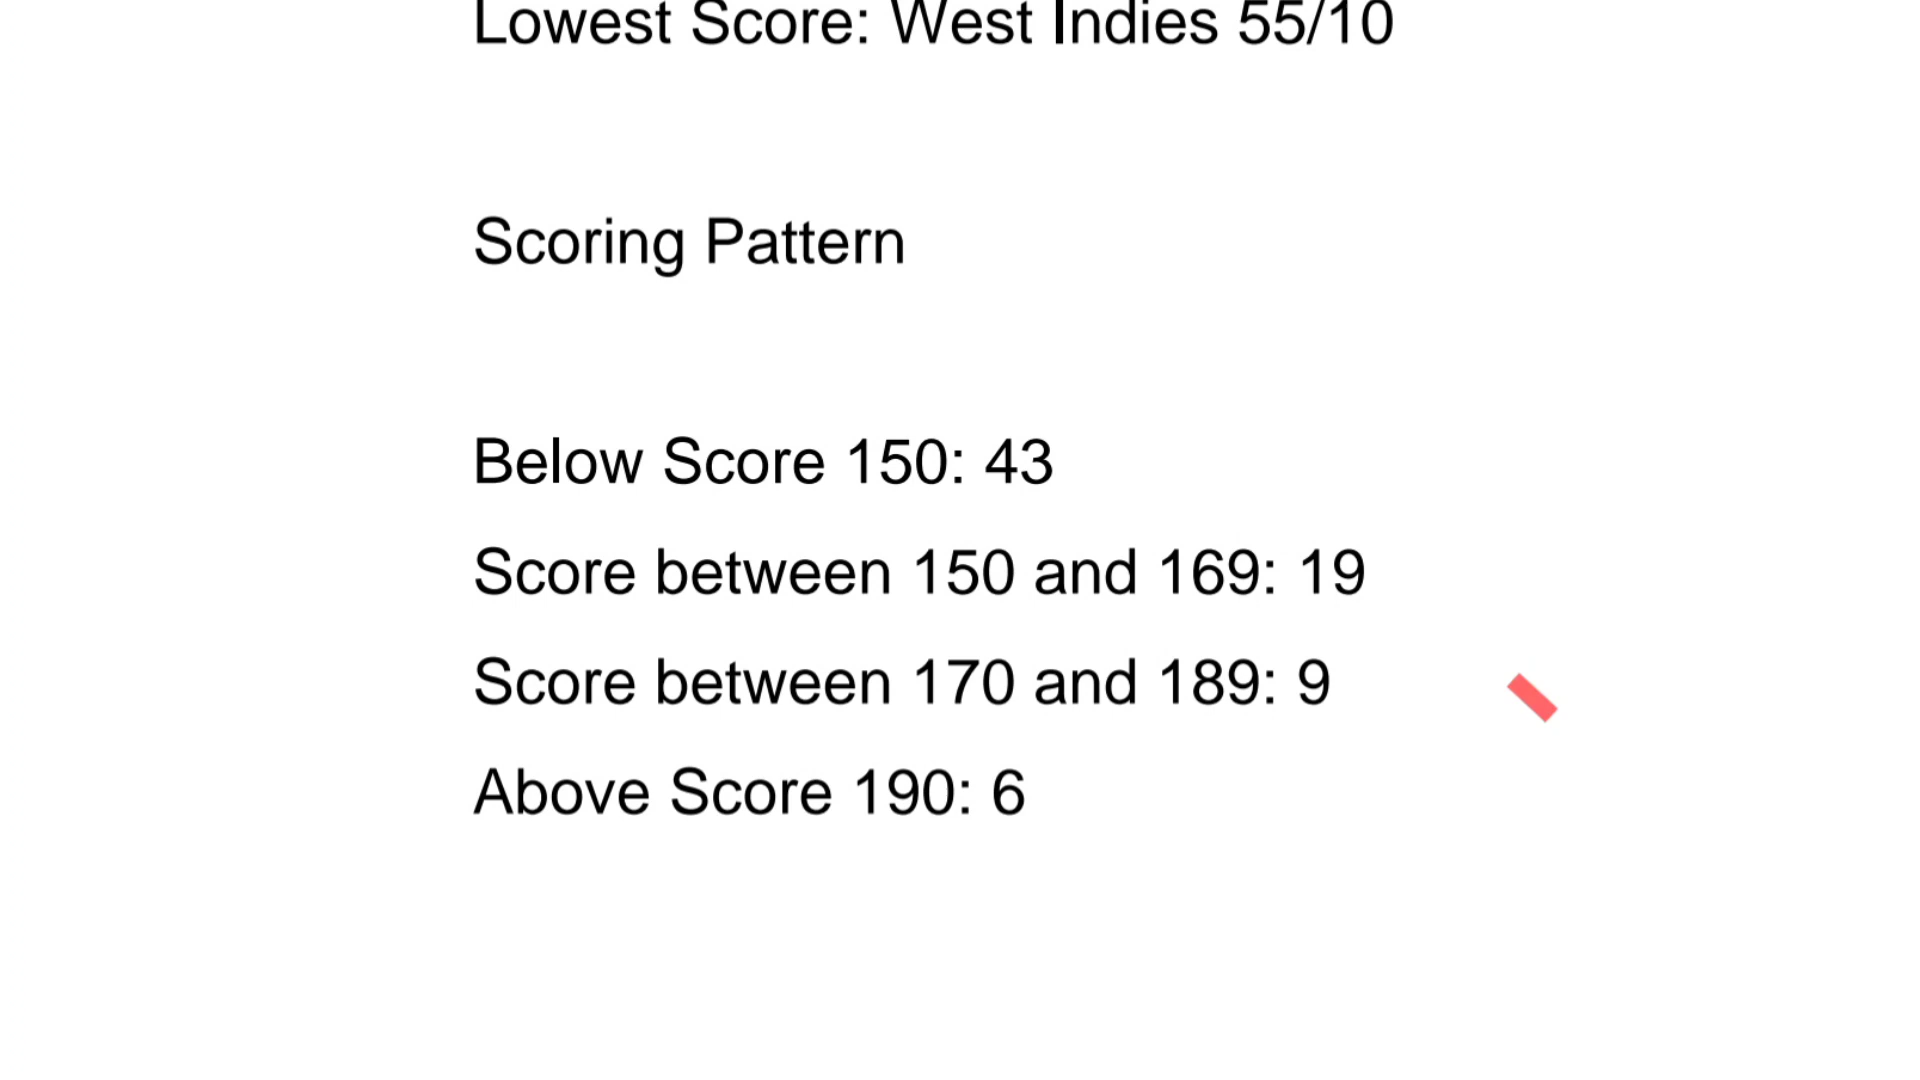 Lowest Score: West Indies 55/10
Scoring Pattern
Below Score 150: 43
Score between 150 and 169: 19
Score between 170 and 189: 9
Above Score 190: 6